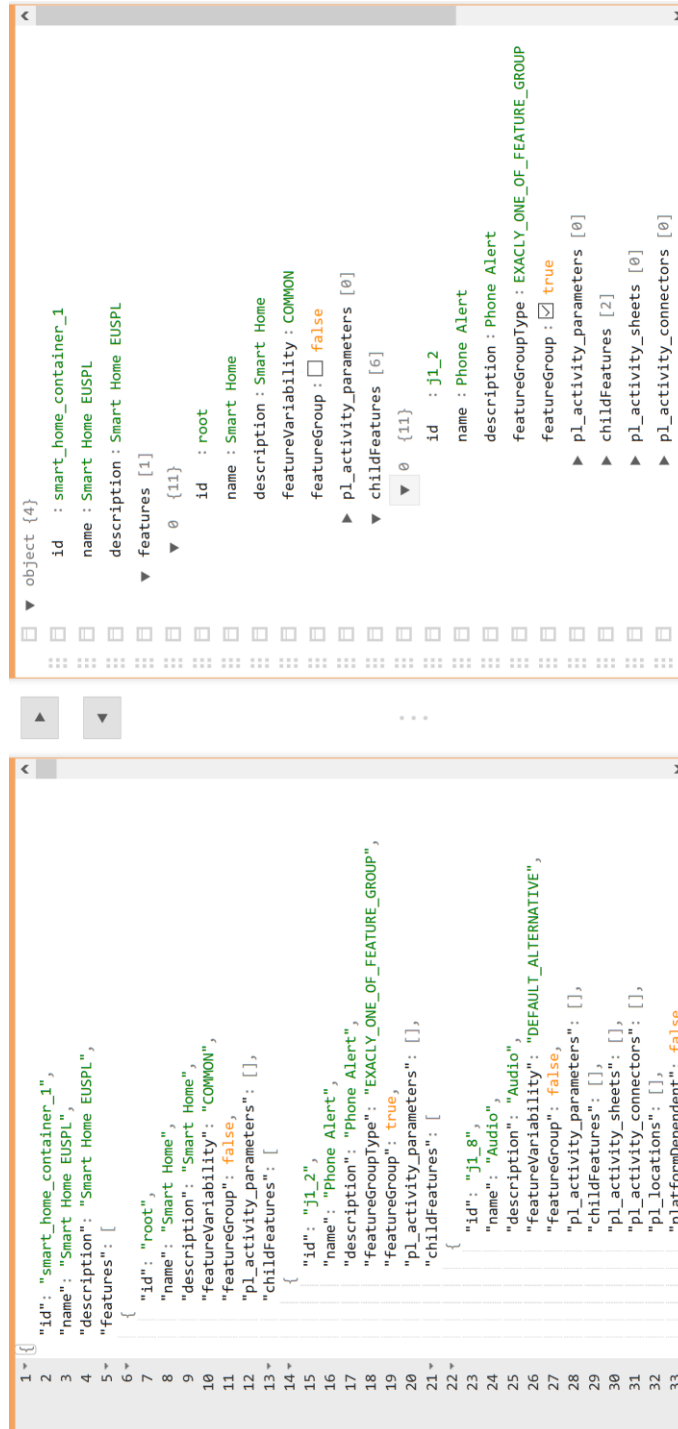 1 {
2 "id": "smart_home_container_1",
3 "name": "Smart Home EUSPL",
4 "description": "Smart Home EUSPL",
5 "features": [
6 {
7 "id": "root",
8 "name": "Smart Home",
9 "description": "Smart Home",
10 "featureVariability": "COMMON",
11 "featureGroup": false,
12 "pl_activity_parameters": [],
13 "childFeatures": [
14 {
15 "id": "j1_2",
16 "name": "Phone Alert",
17 "description": "Phone Alert",
18 "featureGroupType": "EXACLY_ONE_OF_FEATURE_GROUP",
19 "featureGroup": true,
20 "pl_activity_parameters": [],
21 "childFeatures": [
22 {
23 "id": "j1_8",
24 "name": "Audio",
25 "description": "Audio",
26 "featureVariability": "DEFAULT_ALTERNATIVE",
27 "featureGroup": false,
28 "pl_activity_parameters": [],
29 "childFeatures": [],
30 "pl_activity_sheets": [],
31 "pl_activity_connectors": [],
32 "pl_locations": [],
33 "platformDependent": false
object {4}
id : smart_home_container_1
name : Smart Home EUSPL
description : Smart Home EUSPL
features [1]
0 {11}
id : root
name : Smart Home
description : Smart Home
featureVariability : COMMON
featureGroup : false
pl_activity_parameters [0]
childFeatures [6]
0 {11}
id : j1_2
name : Phone Alert
description : Phone Alert
featureGroupType : EXACLY_ONE_OF_FEATURE_GROUP
featureGroup : true
pl_activity_parameters [0]
childFeatures [2]
pl_activity_sheets [0]
pl_activity_connectors [0]